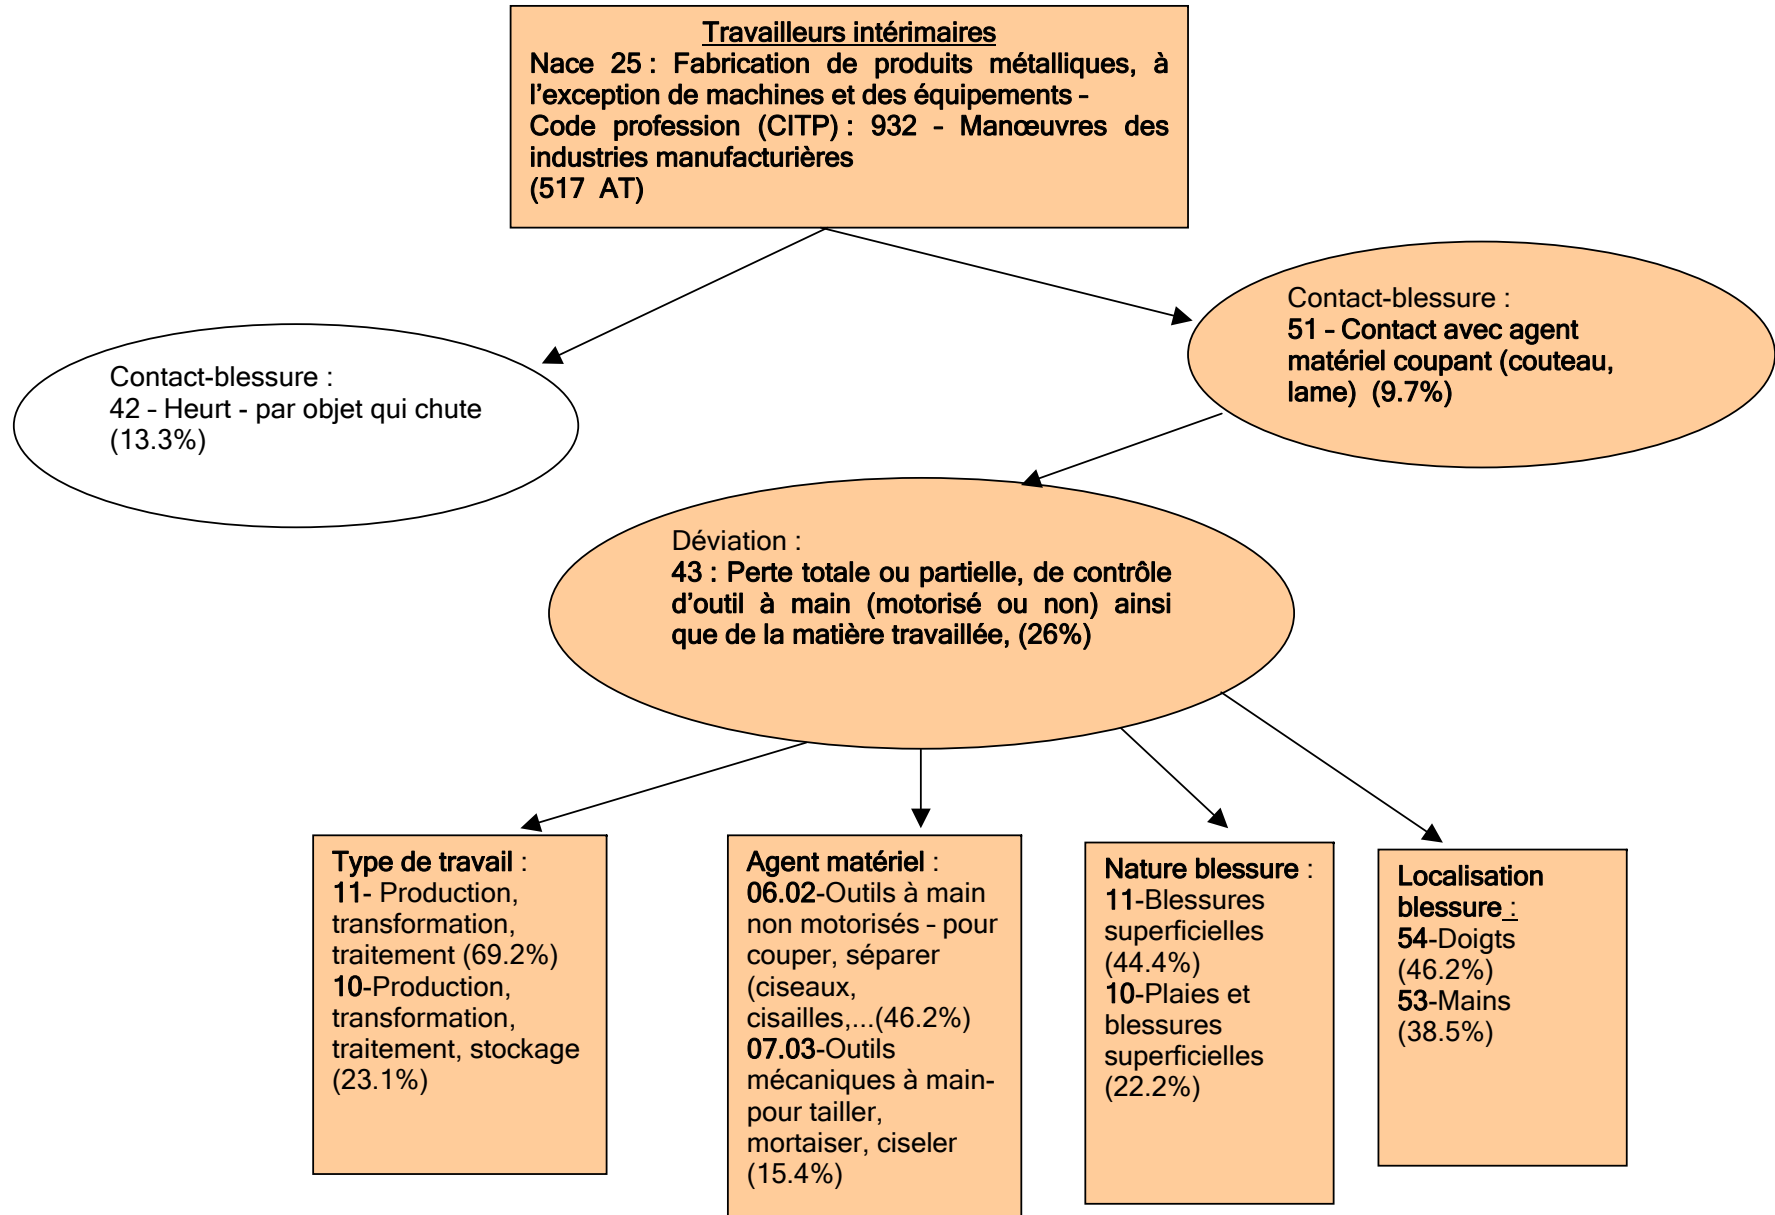 Travailleurs intérimaires
Nace 25 : Fabrication de produits métalliques, à
l'exception de machines et des équipements -
Code profession (CITP) : 932 - Manœuvres des
industries manufacturières
(517 AT)
Contact-blessure :
42 - Heurt - par objet qui chute
(13.3%)
Contact-blessure :
51 - Contact avec agent
matériel coupant (couteau,
lame) (9.7%)
Déviation :
43 : Perte totale ou partielle, de contrôle
d'outil à main (motorisé ou non) ainsi
que de la matière travaillée, (26%)
Type de travail :
11- Production,
transformation,
traitement (69.2%)
10-Production,
transformation,
traitement, stockage
(23.1%)
Agent matériel :
06.02-Outils à main
non motorisés - pour
couper, séparer
(ciseaux,
cisailles,...(46.2%)
07.03-Outils
mécaniques à main-
pour tailler,
mortaiser, ciseler
(15.4%)
Nature blessure :
11-Blessures
superficielles
(44.4%)
10-Plaies et
blessures
superficielles
(22.2%)
Localisation
blessure :
54-Doigts
(46.2%)
53-Mains
(38.5%)